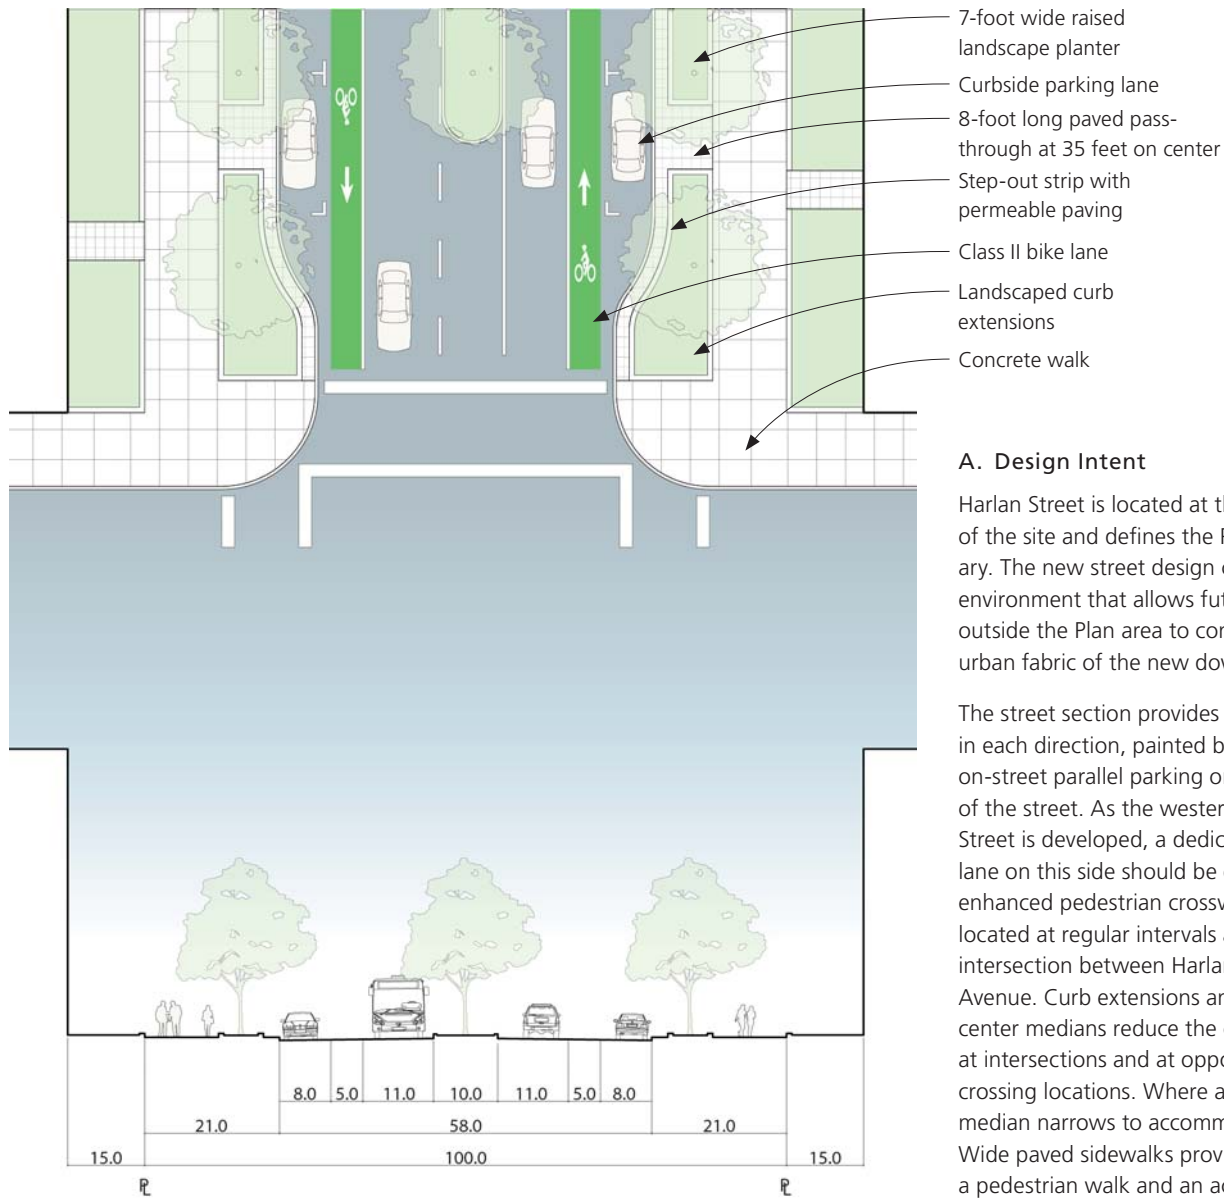 7-foot wide raised
landscape planter
Curbside parking lane
8-foot long paved pass-
through at 35 feet on center
Step-out strip with
permeable paving
Class II bike lane
Landscaped curb
extensions
Concrete walk
A. Design Intent
Harlan Street is located at
of the site and defines the
ary. The new street design
environment that allows fut
outside the Plan area to
urban fabric of the new
The street section provides
in each direction, painted b
on-street parallel parking
of the street. As the wester
Street is developed, a dedic
lane on this side should be
enhanced pedestrian crossw
located at regular intervals
intersection between Harlan
Avenue. Curb extensions
center medians reduce the
at intersections and at oppo
crossing locations. Where a
median narrows to accomm
Wide paved sidewalks prov
a pedestrian walk and an
8.0 5.0 11.0 10.0 11.0 5.0 8.0
21.0 58.0 21.0
15.0 100.0 15.0
PL PL